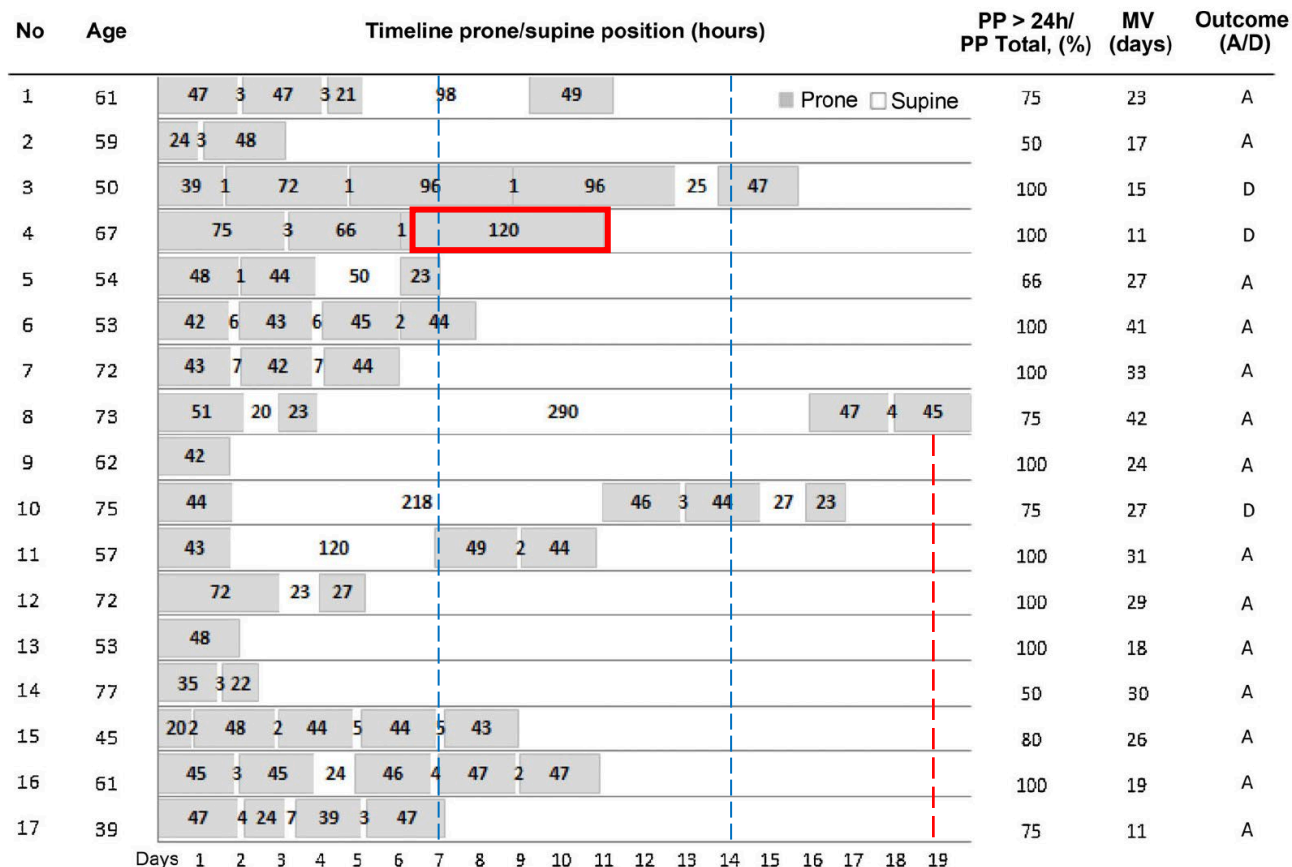 No Age Timeline prone/supine position (hours) PP > 24h/ PP Total, (%) MV (days) Outcome (A/D)
1 61 47 3 47 3 21 98 49 Prone Supine 75 23 A
2 59 24 3 48 50 17 A
3 50 39 1 72 1 96 1 96 25 47 100 15 D
4 67 75 3 66 1 120 100 11 D
5 54 48 1 44 50 23 66 27 A
6 53 42 6 43 6 45 2 44 100 41 A
7 72 43 7 42 7 44 100 33 A
8 73 51 20 23 290 47 4 45 75 42 A
9 62 42 100 24 A
10 75 44 218 46 3 44 27 23 75 27 D
11 57 43 120 49 2 44 100 31 A
12 72 72 23 27 100 29 A
13 53 48 100 18 A
14 77 35 3 22 50 30 A
15 45 20 2 48 2 44 5 44 5 43 80 26 A
16 61 45 3 45 24 46 4 47 2 47 100 19 A
17 39 47 4 24 7 39 3 47 75 11 A
Days 1 2 3 4 5 6 7 8 9 10 11 12 13 14 15 16 17 18 19